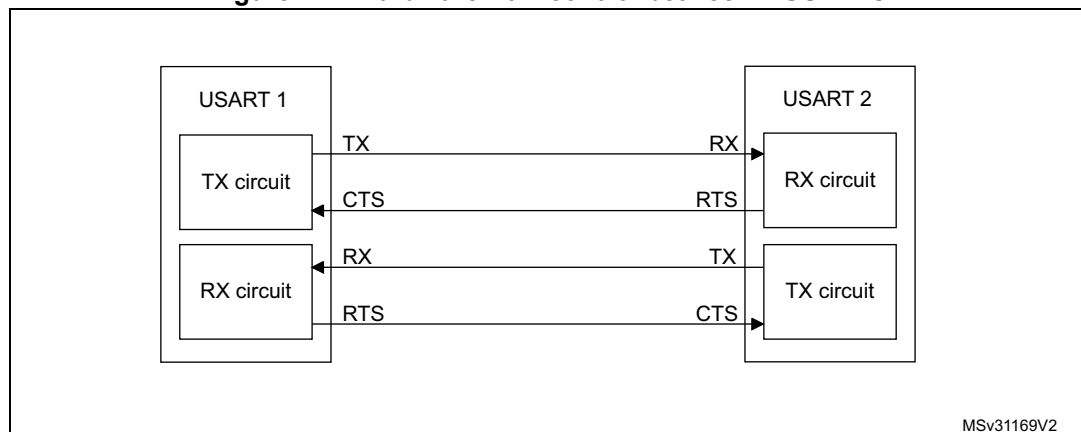 USART 1 USART 2
TX RX
TX circuit RX circuit
CTS RTS
RX TX
RX circuit TX circuit
RTS CTS
MSv31169V2